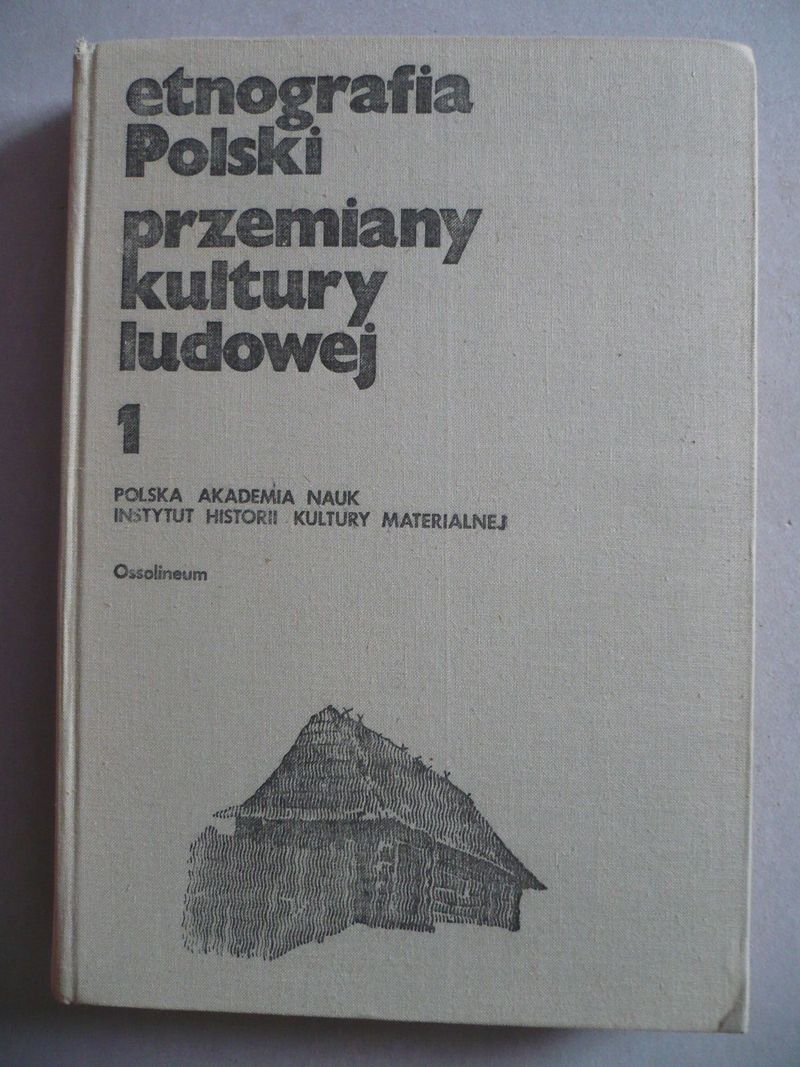 etnografia
Polski
przemiany
kultury
ludowej
1
POLSKA AKADEMIA NAUK
INSTYTUT HISTORII KULTURY MATERIALNEJ
Ossolineum